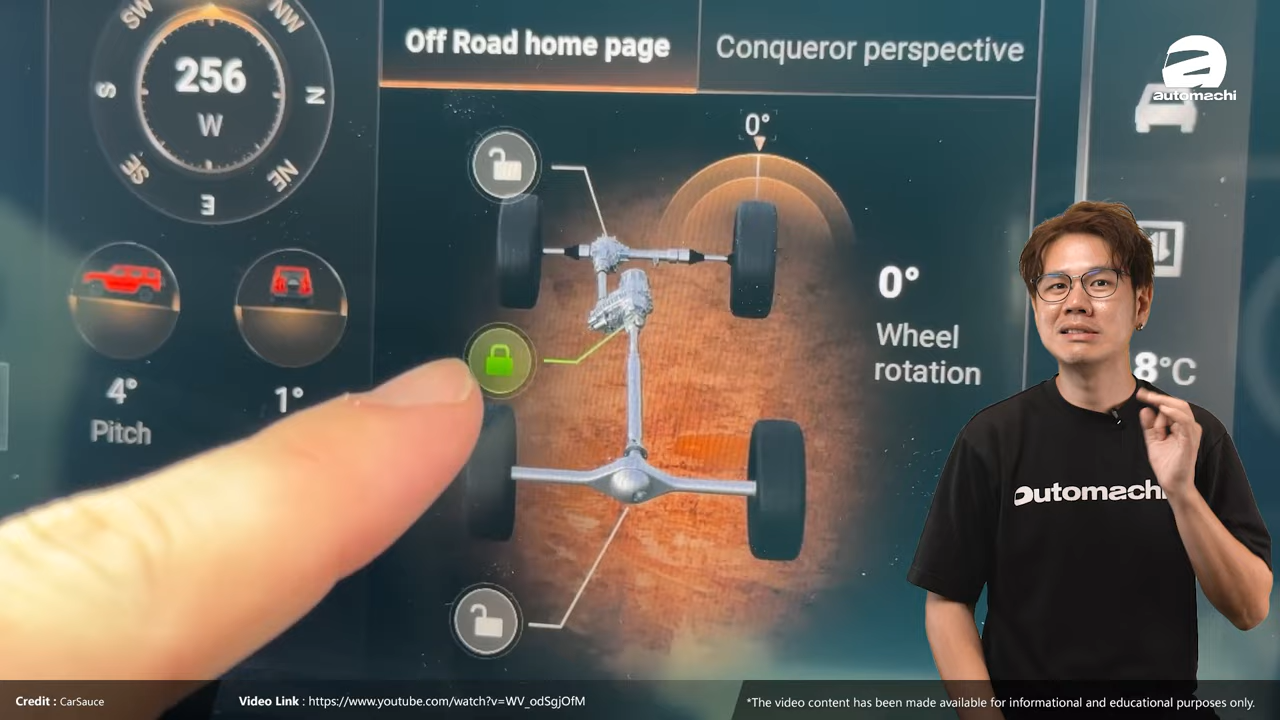 Off Road home page
Conqueror perspective
automachi
SW
NW
256
W
S
N
SE
NE
E
0°
0°
Wheel
rotation
4°
Pitch
1°
8°C
automachi
Credit : CarSauce
Video Link : https://www.youtube.com/watch?v=WV_odSgjOfM
*The video content has been made available for informational and educational purposes only.